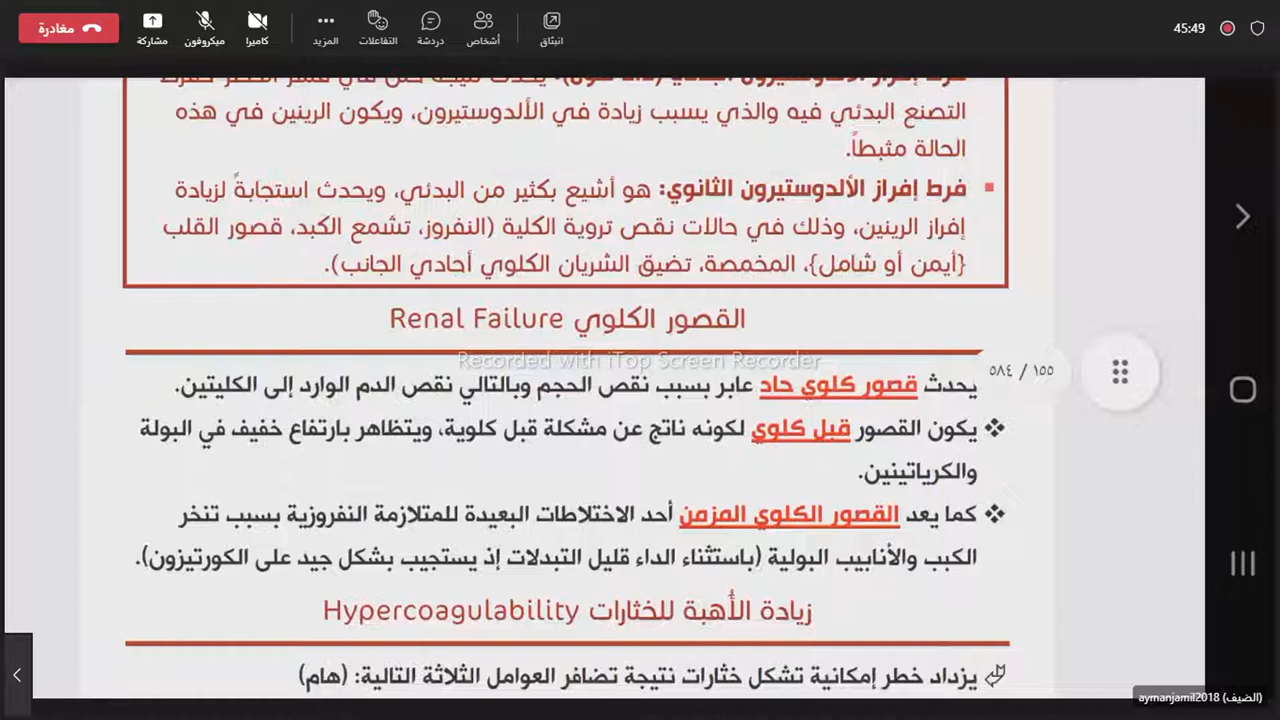 مغادرة
مشاركة
ميكروفون
كاميرا
المزيد
التفاعلات
دردشة
أشخاص
انبثاق
45:49
التصنع البدئي فيه والذي يسبب زيادة في الألدوستيرون، ويكون الرينين في هذه
الحالة مثبطاً.
فرط إفراز الألدوستيرون الثانوي: هو أشيع بكثير من البدئي، ويحدث استجابةً لزيادة
إفراز الرينين، وذلك في حالات نقص تروية الكلية (النفروز، تشمع الكبد، قصور القلب
{أيمن أو شامل}، المخمصة، تضيق الشريان الكلوي أحادي الجانب).
القصور الكلوي Renal Failure
Recorded with iTop Screen Recorder
١٥٥ / ٥٨٤
يحدث قصور كلوي حاد عابر بسبب نقص الحجم وبالتالي نقص الدم الوارد إلى الكليتين.
❖ يكون القصور قبل كلوي لكونه ناتج عن مشكلة قبل كلوية، ويتظاهر بارتفاع خفيف في البولة
والكرياتينين.
❖ كما يعد القصور الكلوي المزمن أحد الاختلاطات البعيدة للمتلازمة النفروزية بسبب تنخر
الكبب والأنابيب البولية (باستثناء الداء قليل التبدلات إذ يستجيب بشكل جيد على الكورتيزون).
زيادة الأُهبة للخثارات Hypercoagulability
يزداد خطر إمكانية تشكل خثارات نتيجة تضافر العوامل الثلاثة التالية: (هام)
aymanjamil2018 (الضيف)